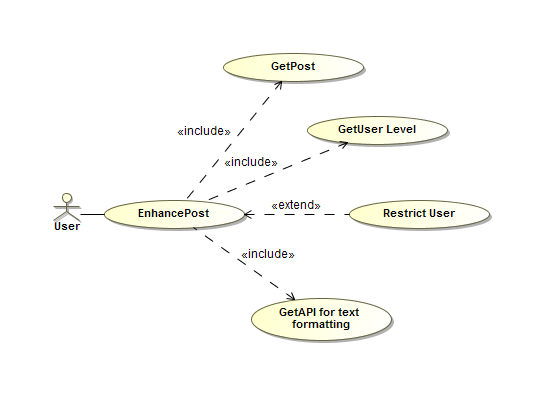 GetPost
«include»
GetUser Level
«include»
User
EnhancePost
«extend»
Restrict User
«include»
GetAPI for text
formatting